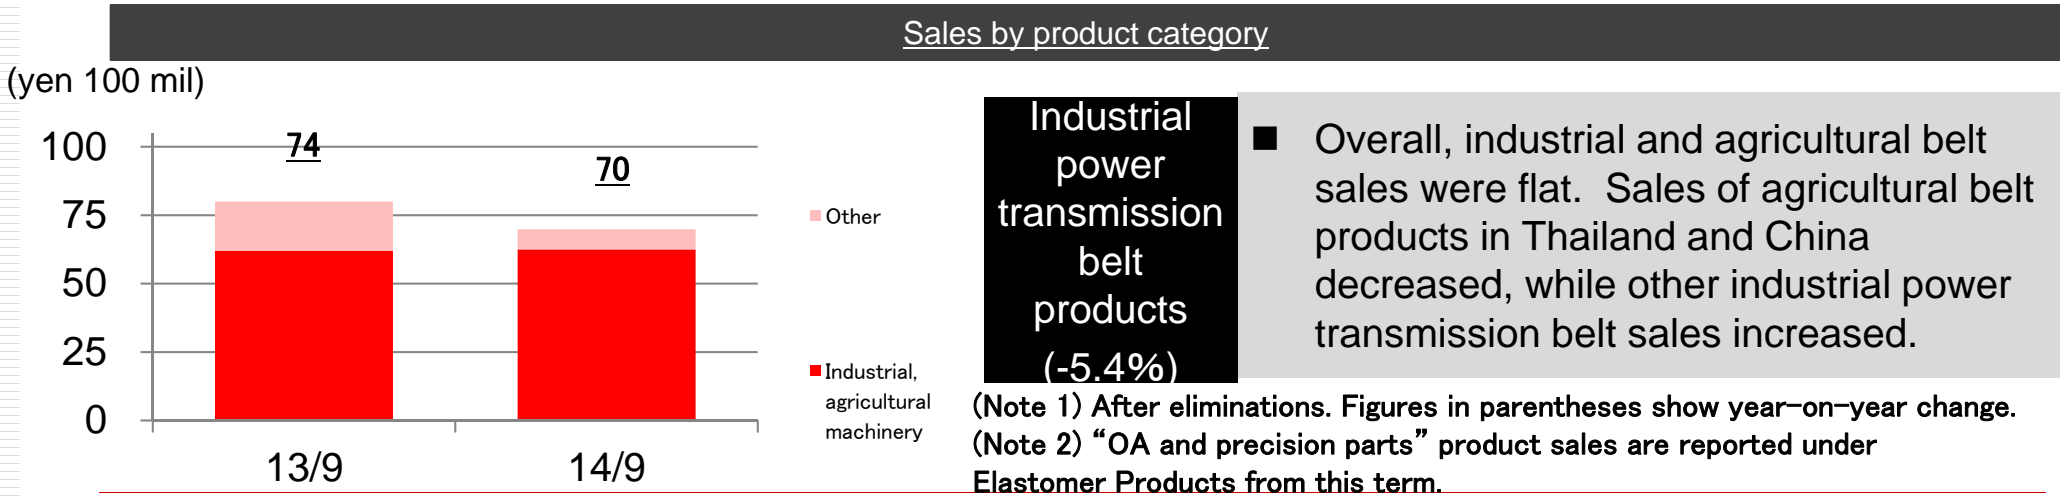 Sales by product category
(yen 100 mil)
100
75
50
25
0
74
70
13/9
14/9
Other
Industrial,
agricultural
machinery
Industrial
power
transmission
belt
products
(-5.4%)
■ Overall, industrial and agricultural belt
sales were flat. Sales of agricultural belt
products in Thailand and China
decreased, while other industrial power
transmission belt sales increased.
(Note 1) After eliminations. Figures in parentheses show year-on-year change.
(Note 2) “OA and precision parts” product sales are reported under
Elastomer Products from this term.